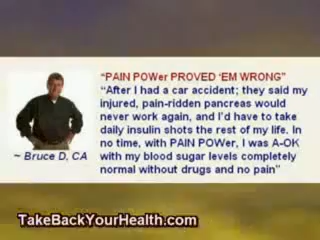 “PAIN POWer PROVED ‘EM WRONG”
“After I had a car accident; they said my
injured, pain-ridden pancreas would
never work again, and I’d have to take
daily insulin shots the rest of my life. In
no time, with PAIN POWer, I was A-OK
with my blood sugar levels completely
normal without drugs and no pain”
~ Bruce D, CA
TakeBackYourHealth.com